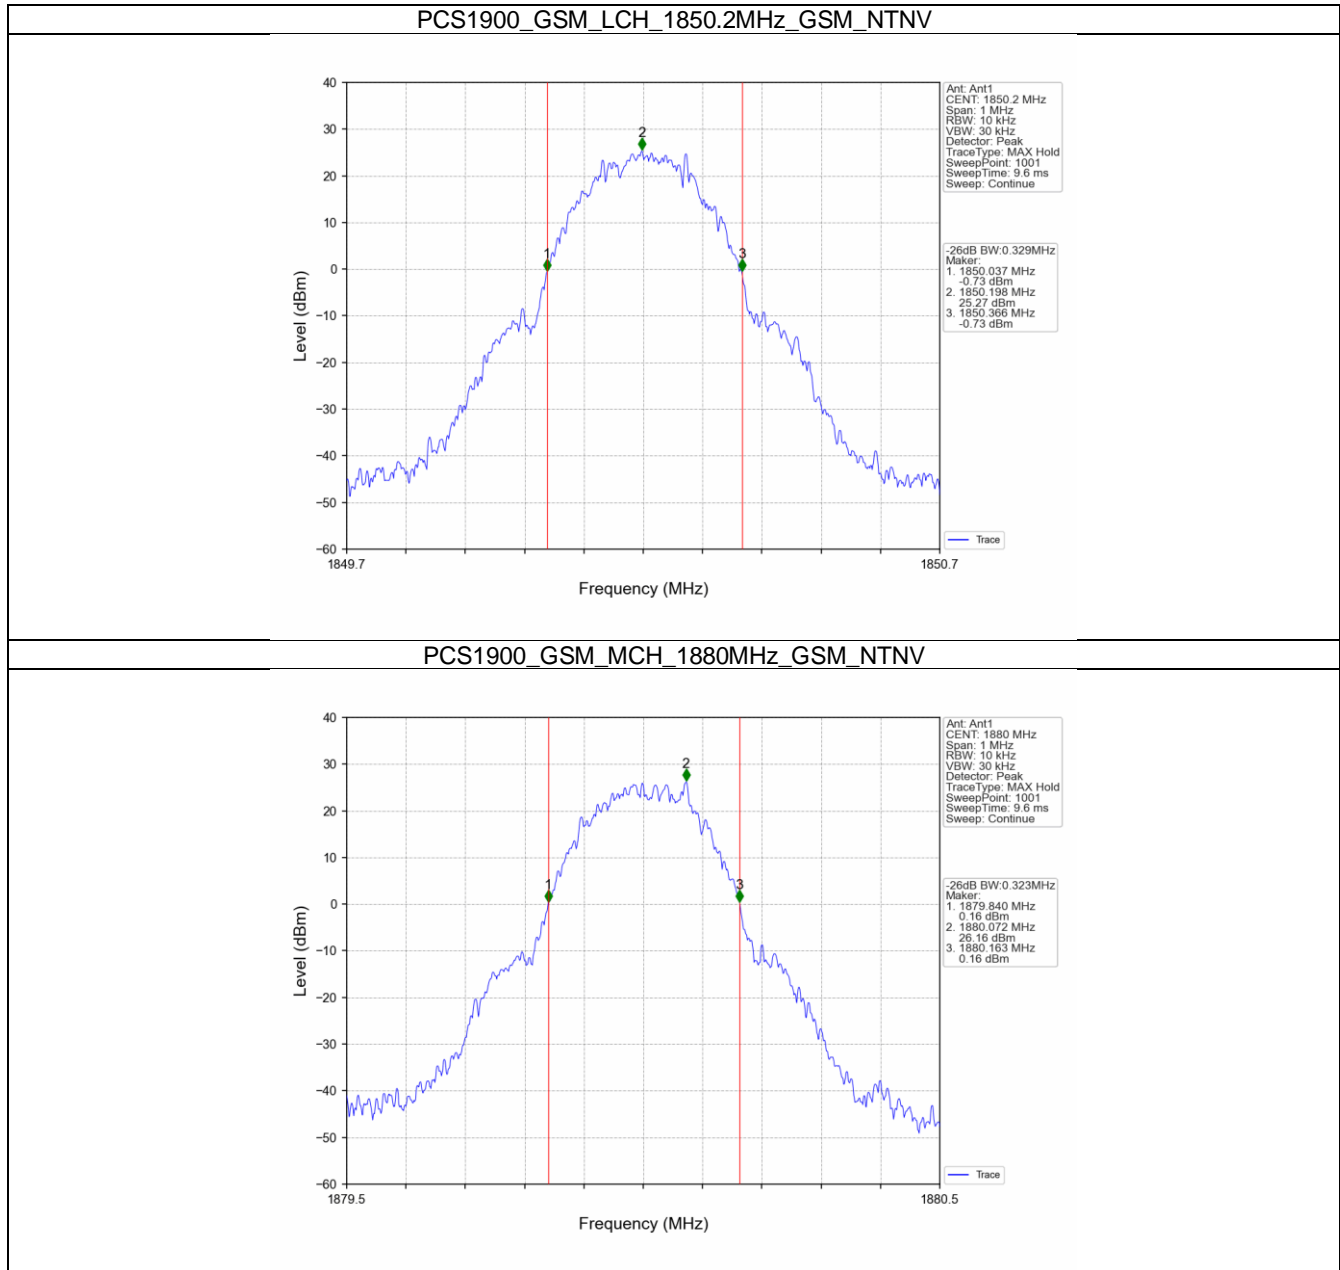 PCS1900_GSM_LCH_1850.2MHz_GSM_NTNV
40
30
20
10
0
−10
−20
−30
−40
−50
−60
Level (dBm)
1
2
3
1849.7
1850.7
Frequency (MHz)
Ant: Ant1
CENT: 1850.2 MHz
Span: 1 MHz
RBW: 10 kHz
VBW: 30 kHz
Detector: Peak
TraceType: MAX Hold
SweepPoint: 1001
SweepTime: 9.6 ms
Sweep: Continue
-26dB BW:0.329MHz
Maker:
1. 1850.037 MHz
-0.73 dBm
2. 1850.198 MHz
25.27 dBm
3. 1850.366 MHz
-0.73 dBm
Trace
PCS1900_GSM_MCH_1880MHz_GSM_NTNV
40
30
20
10
0
−10
−20
−30
−40
−50
−60
Level (dBm)
1
2
3
1879.5
1880.5
Frequency (MHz)
Ant: Ant1
CENT: 1880 MHz
Span: 1 MHz
RBW: 10 kHz
VBW: 30 kHz
Detector: Peak
TraceType: MAX Hold
SweepPoint: 1001
SweepTime: 9.6 ms
Sweep: Continue
-26dB BW:0.323MHz
Maker:
1. 1879.840 MHz
0.16 dBm
2. 1880.072 MHz
26.16 dBm
3. 1880.163 MHz
0.16 dBm
Trace